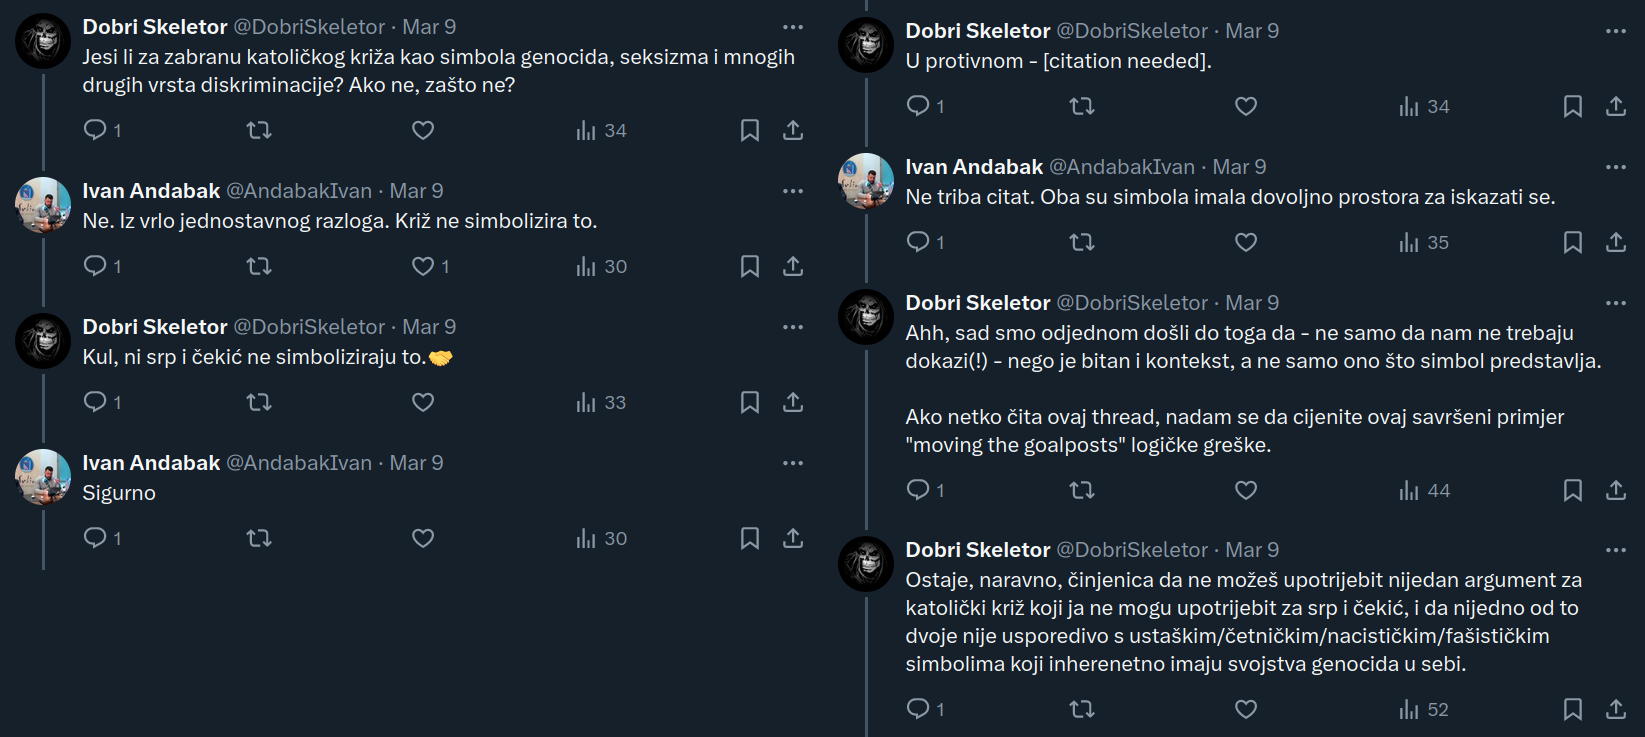 Dobri Skeletor @DobriSkeletor · Mar 9
Jesi li za zabranu katoličkog križa kao simbola genocida, seksizma i mnogih
drugih vrsta diskriminacije? Ako ne, zašto ne?
1 34
Ivan Andabak @AndabakIvan · Mar 9
Ne. Iz vrlo jednostavnog razloga. Križ ne simbolizira to.
1 1 30
Dobri Skeletor @DobriSkeletor · Mar 9
Kul, ni srp i čekić ne simboliziraju to.🤝
1 33
Ivan Andabak @AndabakIvan · Mar 9
Sigurno
1 30
Dobri Skeletor @DobriSkeletor · Mar 9
U protivnom - [citation needed].
1 34
Ivan Andabak @AndabakIvan · Mar 9
Ne triba citat. Oba su simbola imala dovoljno prostora za iskazati se.
1 35
Dobri Skeletor @DobriSkeletor · Mar 9
Ahh, sad smo odjednom došli do toga da - ne samo da nam ne trebaju
dokazi(!) - nego je bitan i kontekst, a ne samo ono što simbol predstavlja.
Ako netko čita ovaj thread, nadam se da cijenite ovaj savršeni primjer
"moving the goalposts" logičke greške.
1 44
Dobri Skeletor @DobriSkeletor · Mar 9
Ostaje, naravno, činjenica da ne možeš upotrijebit nijedan argument za
katolički križ koji ja ne mogu upotrijebit za srp i čekić, i da nijedno od to
dvoje nije usporedivo s ustaškim/četničkim/nacističkim/fašističkim
simbolima koji inherenetno imaju svojstva genocida u sebi.
1 52